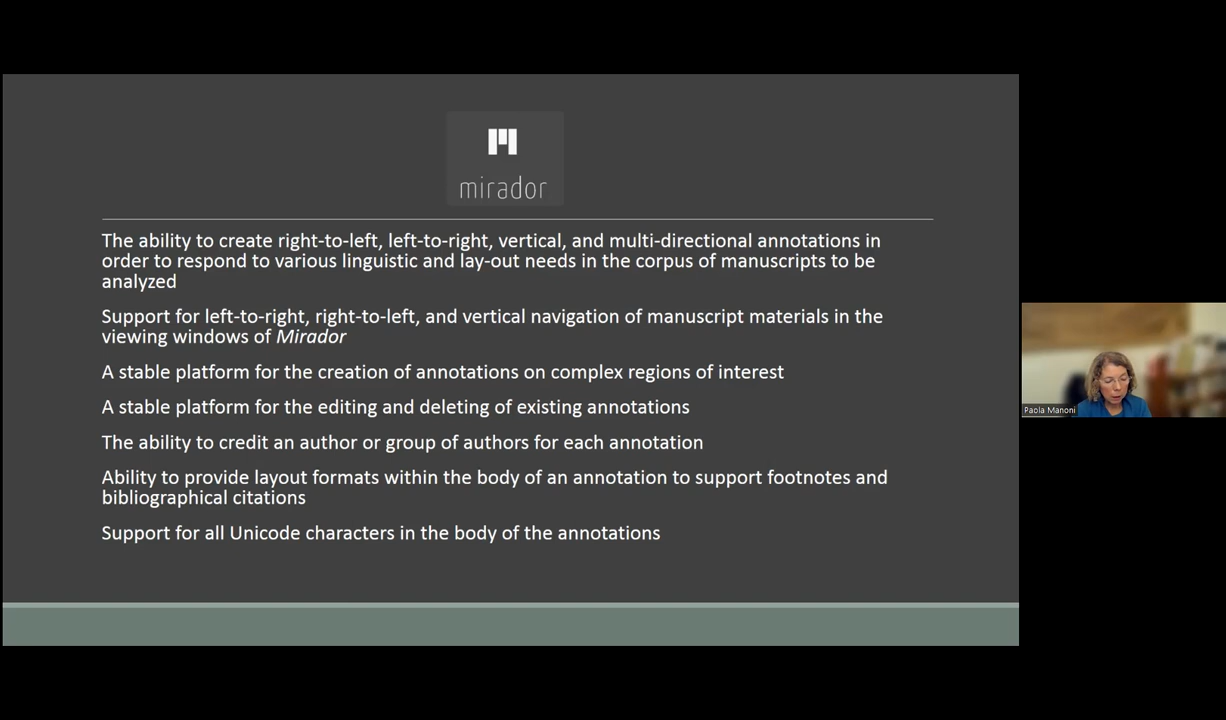 mirador
The ability to create right-to-left, left-to-right, vertical, and multi-directional annotations in
order to respond to various linguistic and lay-out needs in the corpus of manuscripts to be
analyzed
Support for left-to-right, right-to-left, and vertical navigation of manuscript materials in the
viewing windows of Mirador
A stable platform for the creation of annotations on complex regions of interest
A stable platform for the editing and deleting of existing annotations
The ability to credit an author or group of authors for each annotation
Ability to provide layout formats within the body of an annotation to support footnotes and
bibliographical citations
Support for all Unicode characters in the body of the annotations
Paola Manoni